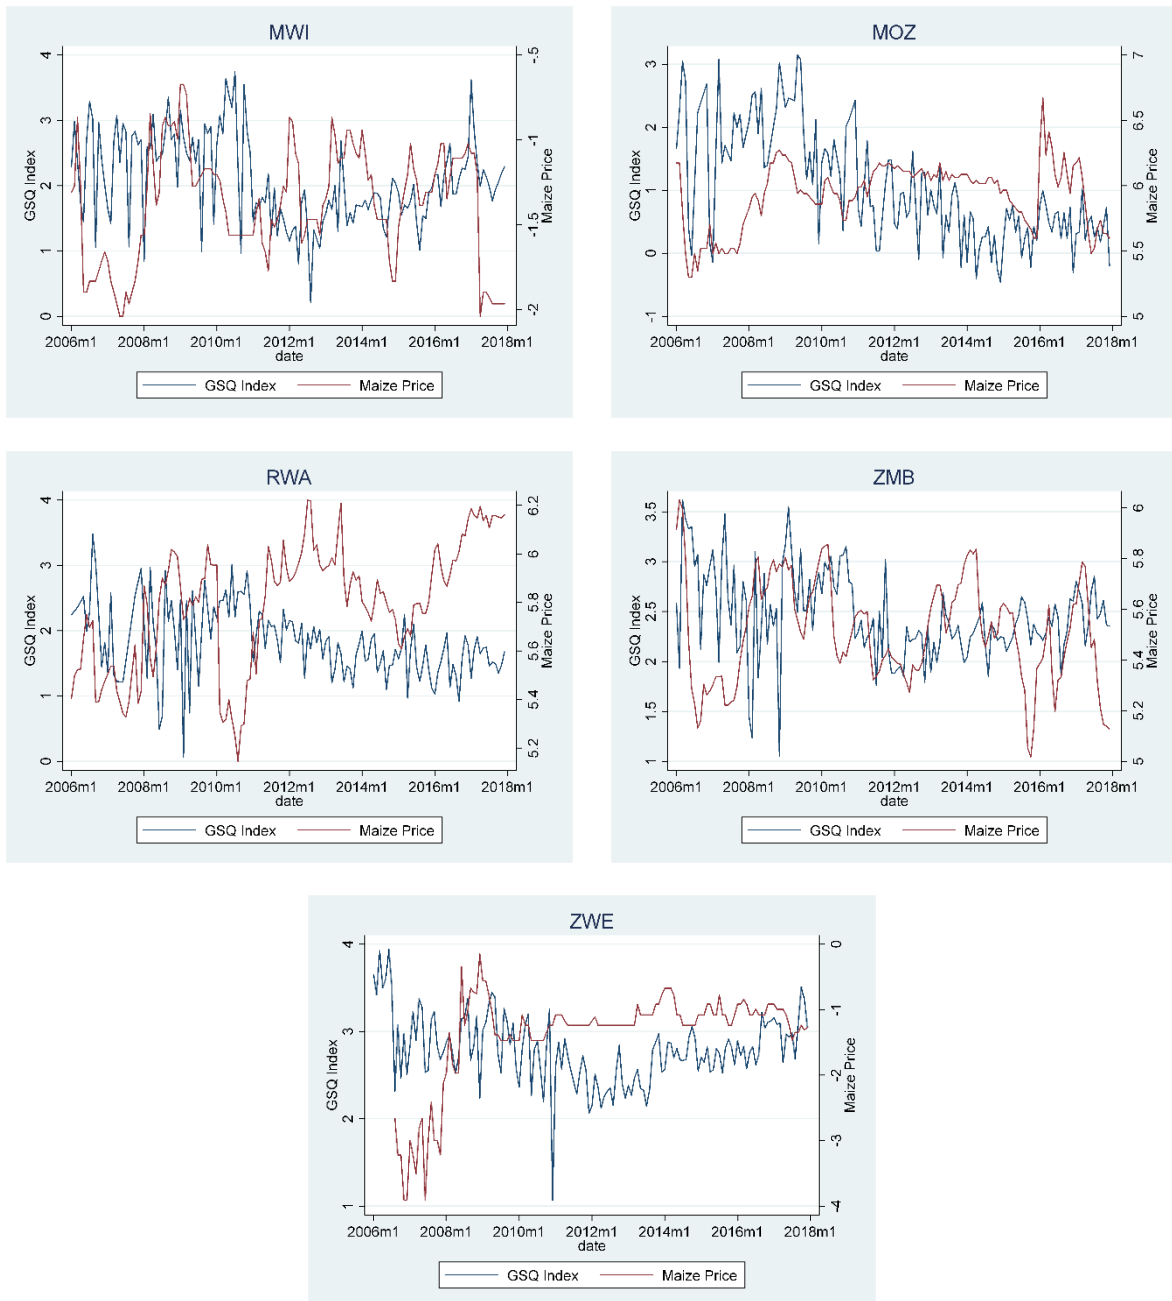 MWI
GSQ Index
0 1 2 3 4
-2 -1.5 -1 -.5
Maize Price
2006m1 2008m1 2010m1 2012m1 2014m1 2016m1 2018m1
date
GSQ Index Maize Price
MOZ
GSQ Index
-1 0 1 2 3
5 5.5 6 6.5 7
Maize Price
2006m1 2008m1 2010m1 2012m1 2014m1 2016m1 2018m1
date
GSQ Index Maize Price
RWA
GSQ Index
0 1 2 3 4
5.2 5.4 5.6 5.8 6 6.2
Maize Price
2006m1 2008m1 2010m1 2012m1 2014m1 2016m1 2018m1
date
GSQ Index Maize Price
ZMB
GSQ Index
1 1.5 2 2.5 3 3.5
5 5.2 5.4 5.6 5.8 6
Maize Price
2006m1 2008m1 2010m1 2012m1 2014m1 2016m1 2018m1
date
GSQ Index Maize Price
ZWE
GSQ Index
1 2 3 4
-4 -3 -2 -1 0
Maize Price
2006m1 2008m1 2010m1 2012m1 2014m1 2016m1 2018m1
date
GSQ Index Maize Price